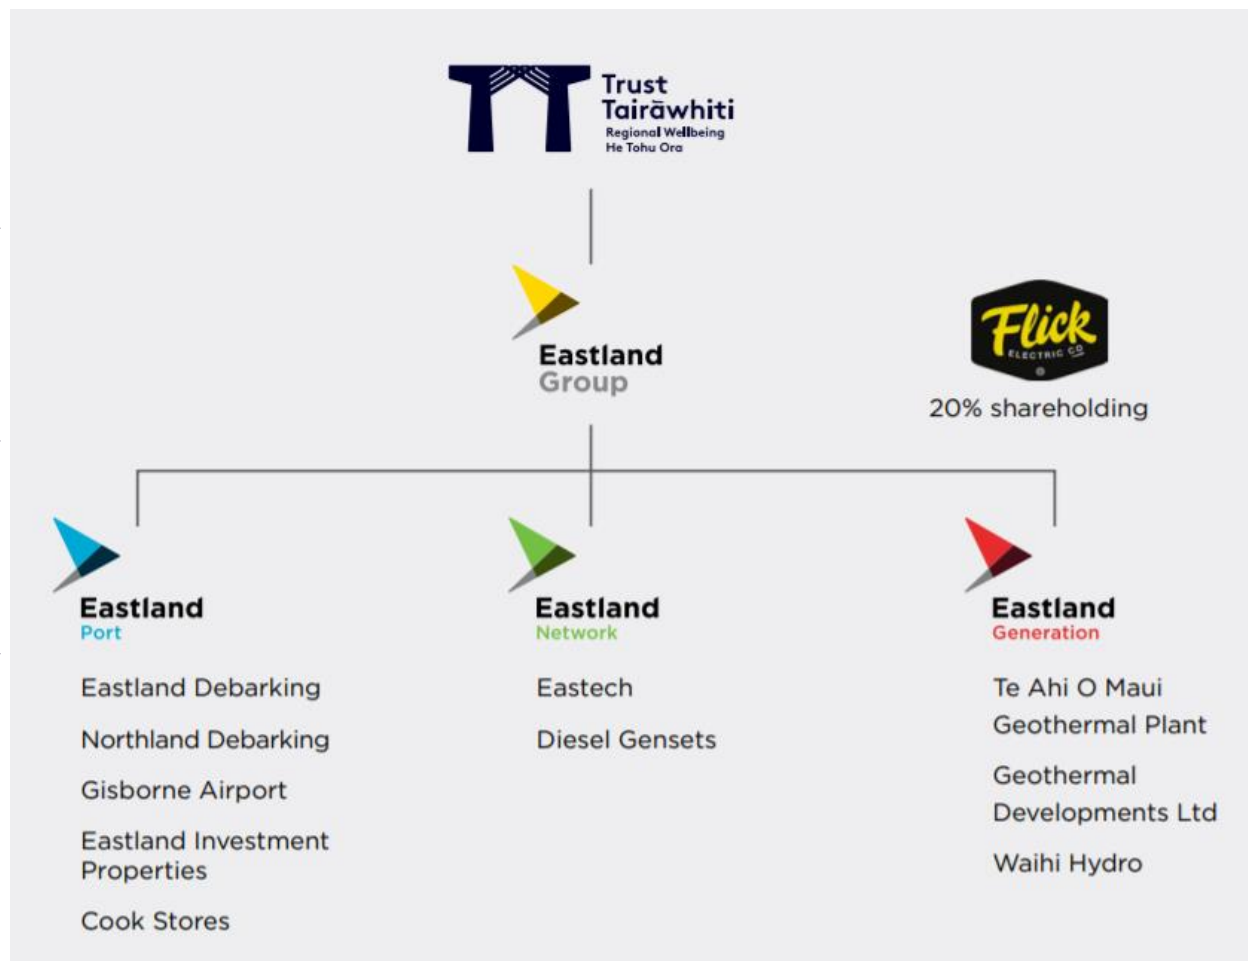 Trust
Tairāwhiti
Regional Wellbeing
He Tohu Ora
Eastland
Group
Flick
ELECTRIC CO
20% shareholding
Eastland
Port
Eastland Debarking
Northland Debarking
Gisborne Airport
Eastland Investment
Properties
Cook Stores
Eastland
Network
Eastech
Diesel Gensets
Eastland
Generation
Te Ahi O Maui
Geothermal Plant
Geothermal
Developments Ltd
Waihi Hydro